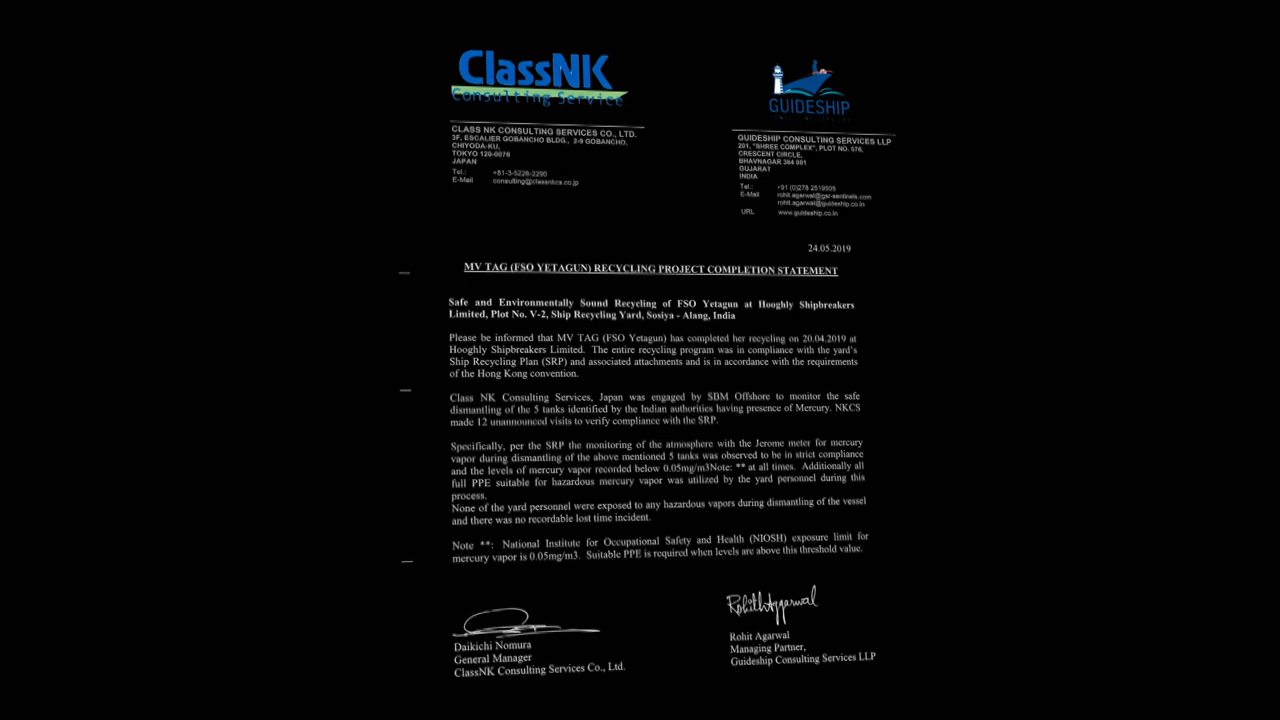 ClassNK
Consulting Service
GUIDESHIP
CLASS NK CONSULTING SERVICES CO., LTD.
3F, ESCALIER GOBANCHO BLDG., 2-9 GOBANCHO,
CHIYODA-KU,
TOKYO 120-0076
JAPAN
Tel.: +81-3-5226-2290
E-Mail consulting@classnkcs.co.jp
GUIDESHIP CONSULTING SERVICES LLP
201, "SHREE COMPLEX", PLOT NO. 576,
CRESCENT CIRCLE,
BHAVNAGAR 364 001
GUJARAT
INDIA
Tel.: +91 (0)278 2519505
E-Mail rohit.agarwal@gsr-sentinels.com
rohit.agarwal@guideship.co.in
URL www.guideship.co.in
24.05.2019
MV TAG (FSO YETAGUN) RECYCLING PROJECT COMPLETION STATEMENT
Safe and Environmentally Sound Recycling of FSO Yetagun at Hooghly Shipbreakers
Limited, Plot No. V-2, Ship Recycling Yard, Sosiya - Alang, India
Please be informed that MV TAG (FSO Yetagun) has completed her recycling on 20.04.2019 at
Hooghly Shipbreakers Limited. The entire recycling program was in compliance with the yard's
Ship Recycling Plan (SRP) and associated attachments and is in accordance with the requirements
of the Hong Kong convention.
Class NK Consulting Services, Japan was engaged by SBM Offshore to monitor the safe
dismantling of the 5 tanks identified by the Indian authorities having presence of Mercury. NKCS
made 12 unannounced visits to verify compliance with the SRP.
Specifically, per the SRP the monitoring of the atmosphere with the Jerome meter for mercury
vapor during dismantling of the above mentioned 5 tanks was observed to be in strict compliance
and the levels of mercury vapor recorded below 0.05mg/m3Note: ** at all times. Additionally all
full PPE suitable for hazardous mercury vapor was utilized by the yard personnel during this
process.
None of the yard personnel were exposed to any hazardous vapors during dismantling of the vessel
and there was no recordable lost time incident.
Note **: National Institute for Occupational Safety and Health (NIOSH) exposure limit for
mercury vapor is 0.05mg/m3. Suitable PPE is required when levels are above this threshold value.
RohithAggarwal
Daikichi Nomura
General Manager
ClassNK Consulting Services Co., Ltd.
Rohit Agarwal
Managing Partner,
Guideship Consulting Services LLP